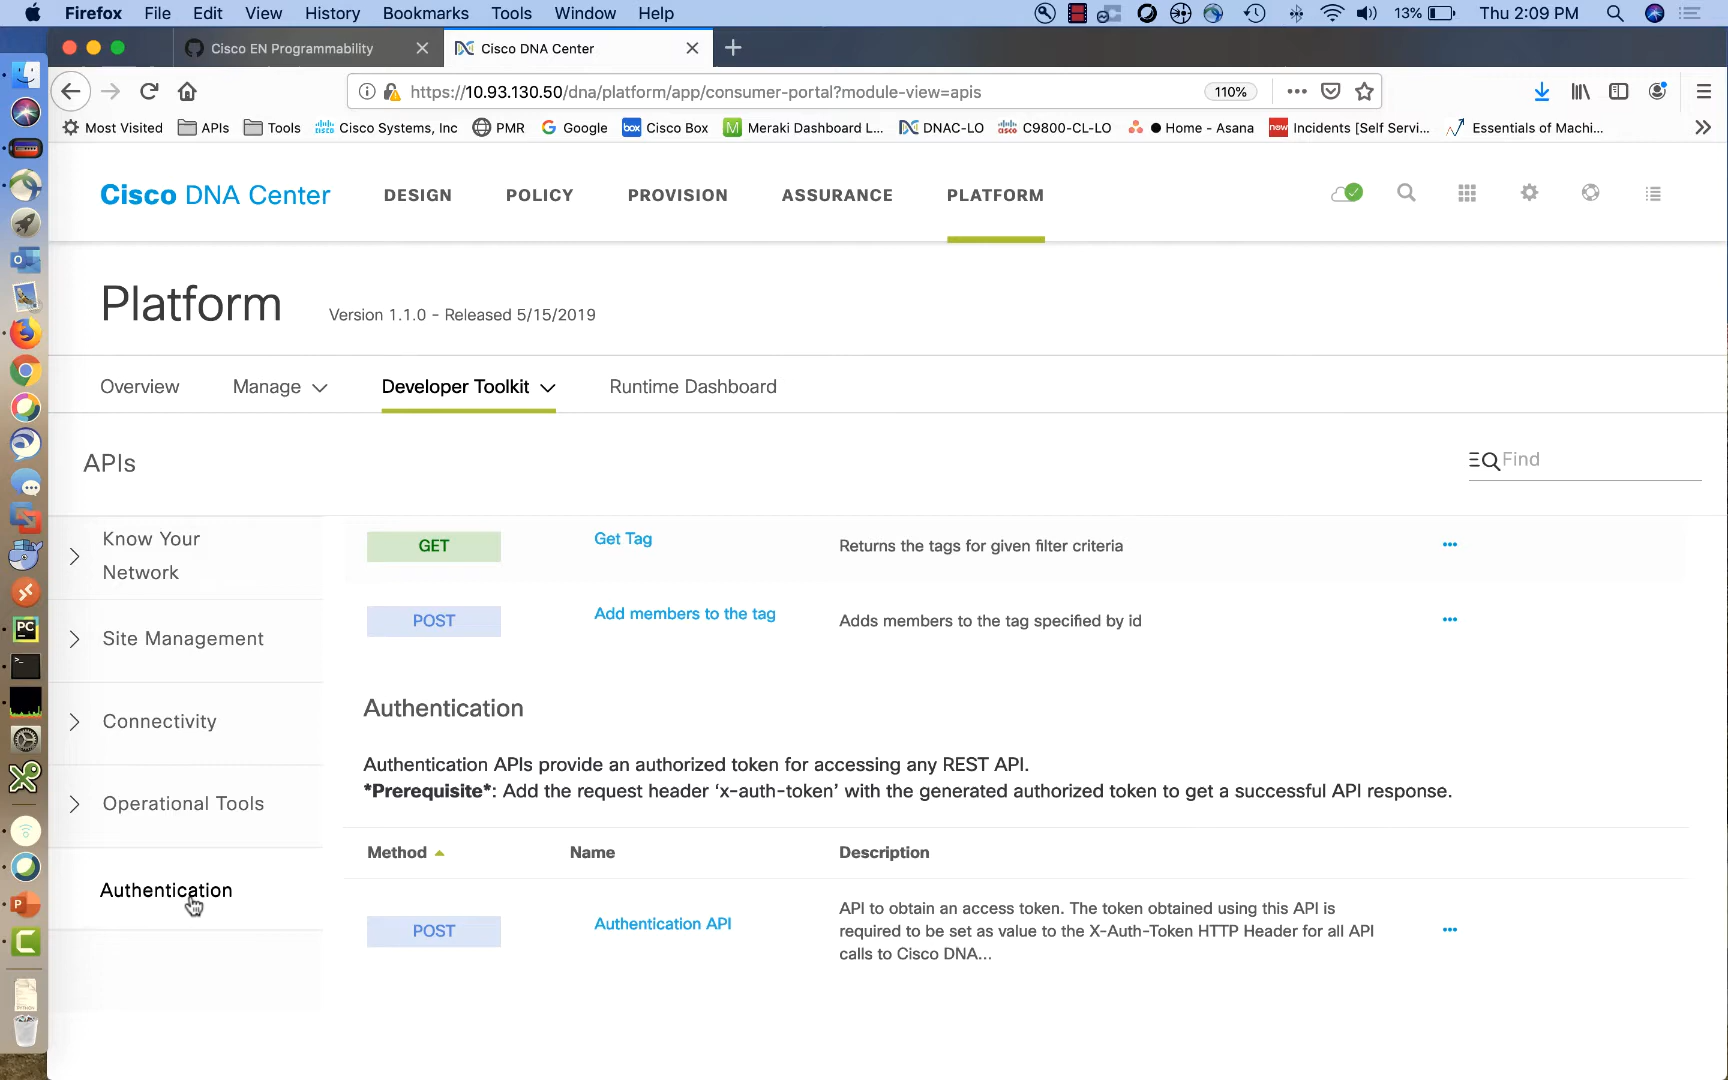 Firefox File Edit View History Bookmarks Tools Window Help 13% Thu 2:09 PM
Cisco EN Programmability Cisco DNA Center
https://10.93.130.50/dna/platform/app/consumer-portal?module-view=apis 110%
Most Visited APIs Tools Cisco Systems, Inc PMR Google Cisco Box Meraki Dashboard L... DNAC-LO C9800-CL-LO Home - Asana Incidents [Self Servi... Essentials of Machi...
Cisco DNA Center DESIGN POLICY PROVISION ASSURANCE PLATFORM
Platform Version 1.1.0 - Released 5/15/2019
Overview Manage Developer Toolkit Runtime Dashboard
APIs Find
Know Your
Network
Site Management
Connectivity
Operational Tools
Authentication
GET Get Tag Returns the tags for given filter criteria
POST Add members to the tag Adds members to the tag specified by id
Authentication
Authentication APIs provide an authorized token for accessing any REST API.
*Prerequisite*: Add the request header ‘x-auth-token’ with the generated authorized token to get a successful API response.
Method Name Description
POST Authentication API API to obtain an access token. The token obtained using this API is
required to be set as value to the X-Auth-Token HTTP Header for all API
calls to Cisco DNA...